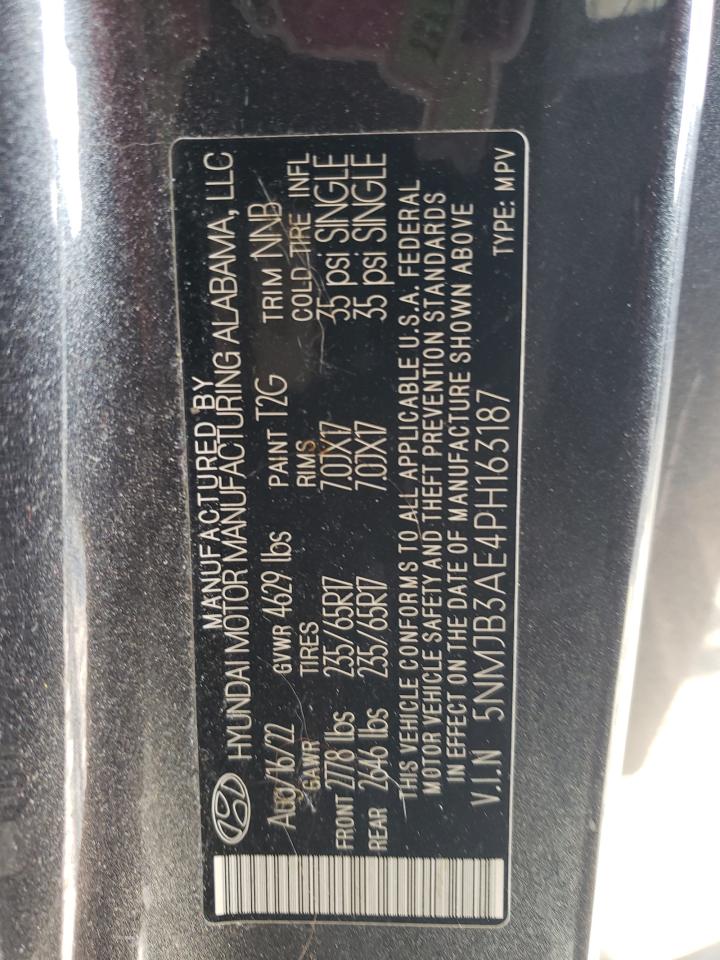 MANUFACTURED BY
HYUNDAI MOTOR MANUFACTURING ALABAMA, LLC
Aug/16/22 GVWR 4629 lbs PAINT T2G TRIM NNB
GAWR TIRES RIMS COLD TIRE INFL
FRONT 2778 lbs 235/65R17 7.0JX17 35 psi SINGLE
REAR 2646 lbs 235/65R17 7.0JX17 35 psi SINGLE
THIS VEHICLE CONFORMS TO ALL APPLICABLE U.S.A. FEDERAL
MOTOR VEHICLE SAFETY AND THEFT PREVENTION STANDARDS
IN EFFECT ON THE DATE OF MANUFACTURE SHOWN ABOVE
V.I.N 5NMJB3AE4PH163187 TYPE: MPV